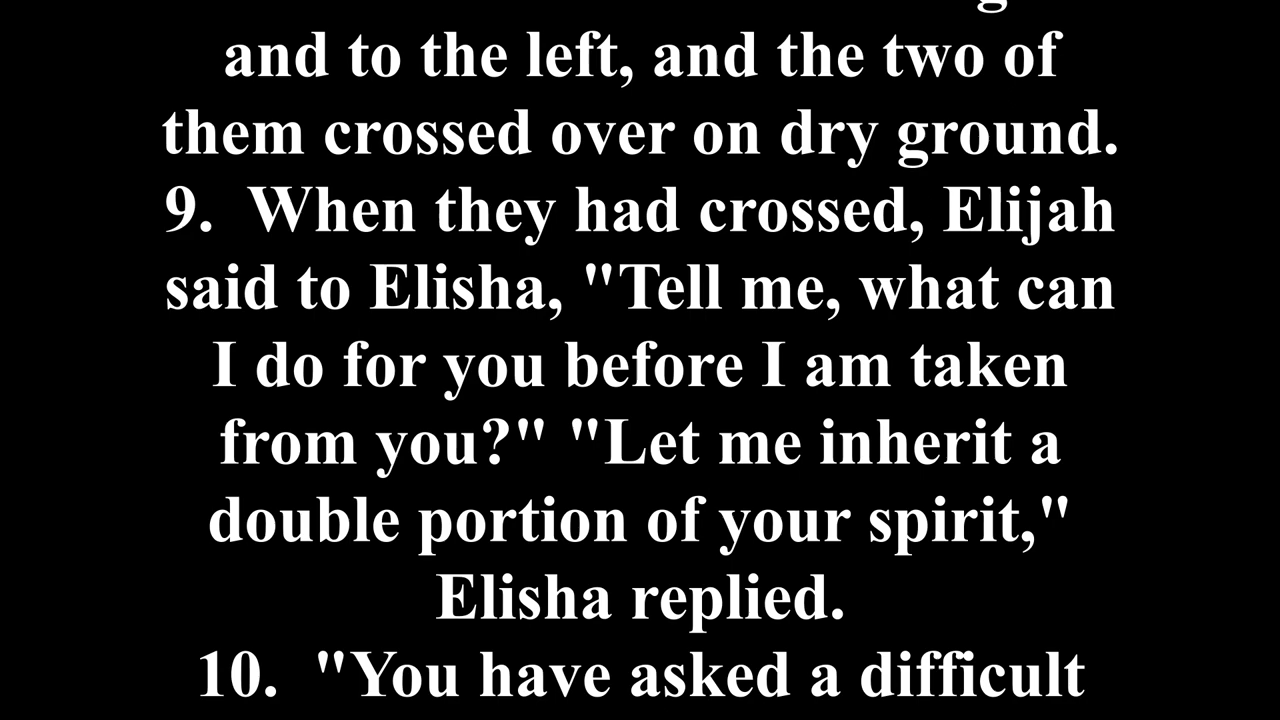 and to the left, and the two of
them crossed over on dry ground.
9.  When they had crossed, Elijah
said to Elisha, "Tell me, what can
I do for you before I am taken
from you?" "Let me inherit a
double portion of your spirit,"
Elisha replied.
10.  "You have asked a difficult